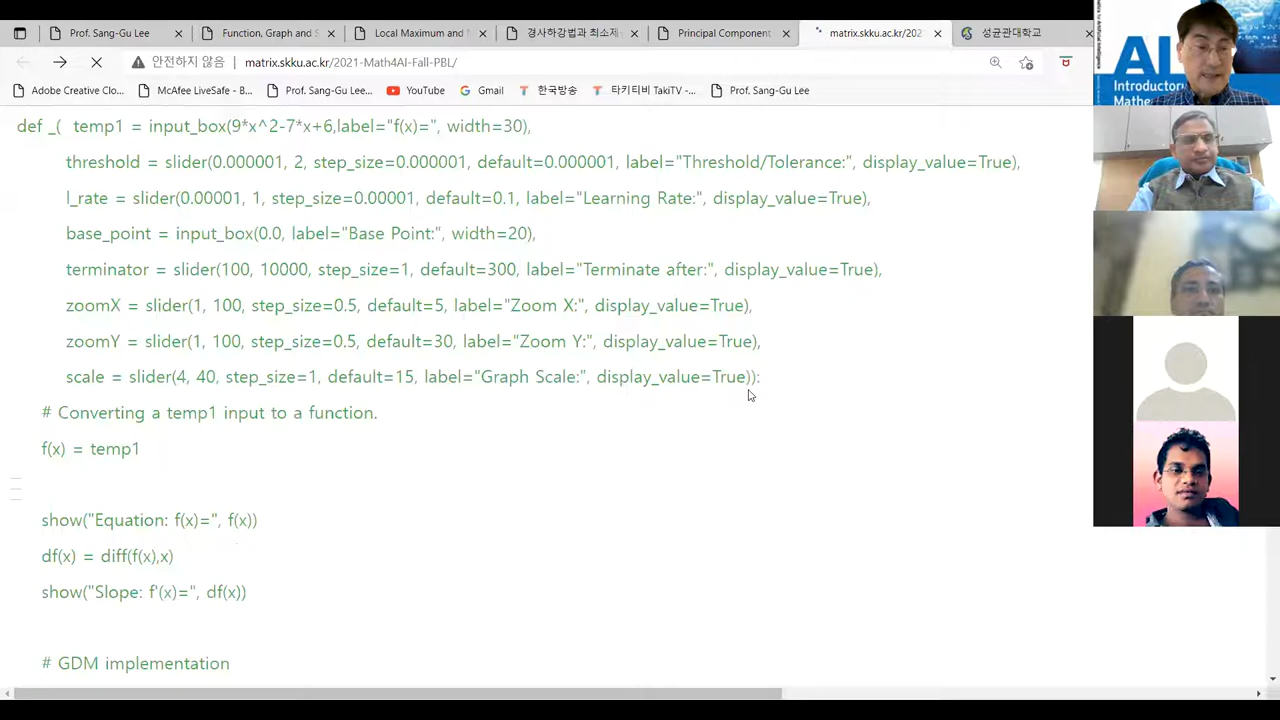 Prof. Sang-Gu Lee
Function, Graph and S
Local Maximum and
경사하강법과 최소제
Principal Component
matrix.skku.ac.kr/202
성균관대학교
안전하지 않음
matrix.skku.ac.kr/2021-Math4AI-Fall-PBL/
Adobe Creative Clo...
McAfee LiveSafe - B...
Prof. Sang-Gu Lee...
YouTube
Gmail
한국방송
타키티비 TakiTV -...
Prof. Sang-Gu Lee
def _( temp1 = input_box(9*x^2-7*x+6,label="f(x)=", width=30),
threshold = slider(0.000001, 2, step_size=0.000001, default=0.000001, label="Threshold/Tolerance:", display_value=True),
l_rate = slider(0.00001, 1, step_size=0.00001, default=0.1, label="Learning Rate:", display_value=True),
base_point = input_box(0.0, label="Base Point:", width=20),
terminator = slider(100, 10000, step_size=1, default=300, label="Terminate after:", display_value=True),
zoomX = slider(1, 100, step_size=0.5, default=5, label="Zoom X:", display_value=True),
zoomY = slider(1, 100, step_size=0.5, default=30, label="Zoom Y:", display_value=True),
scale = slider(4, 40, step_size=1, default=15, label="Graph Scale:", display_value=True)):
# Converting a temp1 input to a function.
f(x) = temp1
show("Equation: f(x)=", f(x))
df(x) = diff(f(x),x)
show("Slope: f'(x)=", df(x))
# GDM implementation
AI
Introductory
Mathe